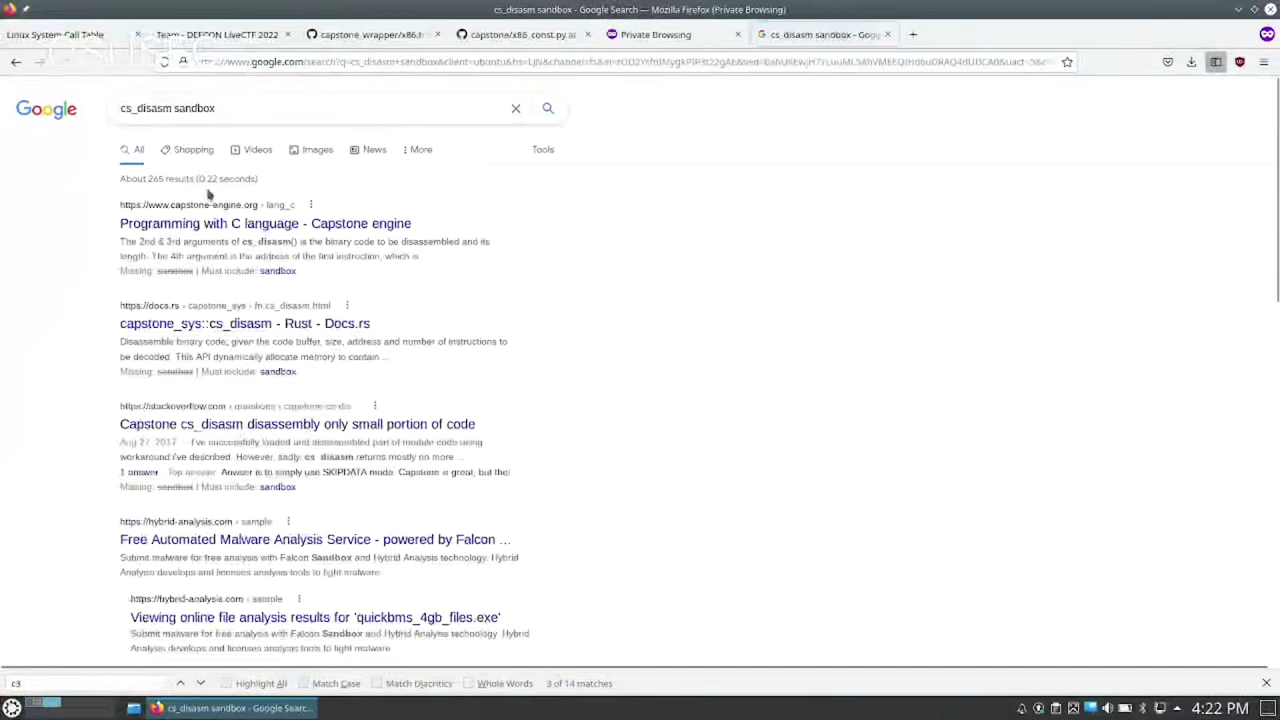 cs_disasm sandbox - Google Search — Mozilla Firefox (Private Browsing)
Linux System Call Table
Team - DEFCON LiveCTF 2022
capstone_wrapper/x86.h
capstone/x86_const.py at
Private Browsing
cs_disasm sandbox - Google
Google
cs_disasm sandbox
All
Shopping
Videos
Images
News
More
Tools
About 265 results (0.22 seconds)
https://www.capstone-engine.org › lang_c
Programming with C language - Capstone engine
The 2nd & 3rd arguments of cs_disasm() is the binary code to be disassembled and its
length. The 4th argument is the address of the first instruction, which is
Missing: sandbox | Must include: sandbox
https://docs.rs › capstone_sys › fn.cs_disasm.html
capstone_sys::cs_disasm - Rust - Docs.rs
Disassemble binary code, given the code buffer, size, address and number of instructions to
be decoded. This API dynamically allocate memory to contain ...
Missing: sandbox | Must include: sandbox
https://stackoverflow.com › questions › capstone-cs-dis
Capstone cs_disasm disassembly only small portion of code
Aug 27, 2017 — I've successfully loaded and disassembled part of module code using
workaround I've described. However, sadly, cs_disasm returns mostly no more ...
1 answer · Top answer: Anwser is to simply use SKIPDATA mode. Capstone is great, but thei
Missing: sandbox | Must include: sandbox
https://hybrid-analysis.com › sample
Free Automated Malware Analysis Service - powered by Falcon ...
Submit malware for free analysis with Falcon Sandbox and Hybrid Analysis technology. Hybrid
Analysis develops and licenses analysis tools to fight malware.
https://hybrid-analysis.com › sample
Viewing online file analysis results for 'quickbms_4gb_files.exe'
Submit malware for free analysis with Falcon Sandbox and Hybrid Analysis technology. Hybrid
Analysis develops and licenses analysis tools to fight malware
c3
Highlight All
Match Case
Match Diacritics
Whole Words
3 of 14 matches
cs_disasm sandbox - Google Searc...
4:22 PM